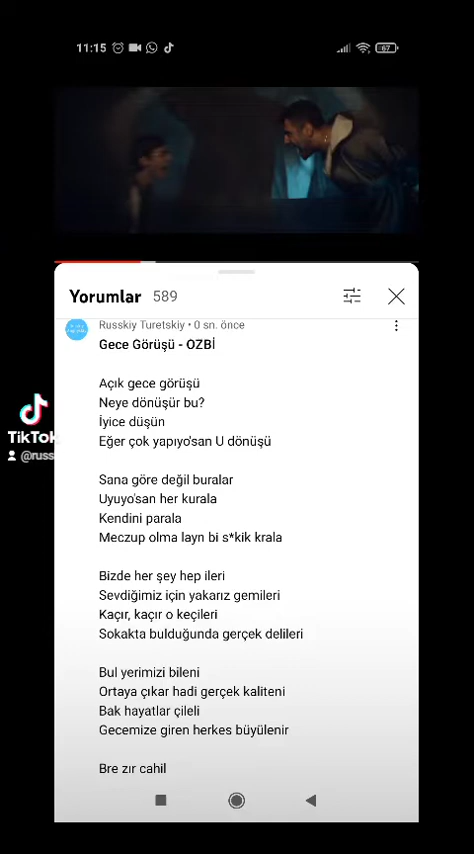 11:15
67
Yorumlar 589
Russkiy Turetskiy • 0 sn. önce
Gece Görüşü - OZBİ
Açık gece görüşü
Neye dönüşür bu?
İyice düşün
Eğer çok yapıyo'san U dönüşü
Sana göre değil buralar
Uyuyo'san her kurala
Kendini parala
Meczup olma layn bi s*kik krala
Bizde her şey hep ileri
Sevdiğimiz için yakarız gemileri
Kaçır, kaçır o keçileri
Sokakta bulduğunda gerçek delileri
Bul yerimizi bileni
Ortaya çıkar hadi gerçek kaliteni
Bak hayatlar çileli
Gecemize giren herkes büyülenir
Bre zır cahil
TikTok
@russ